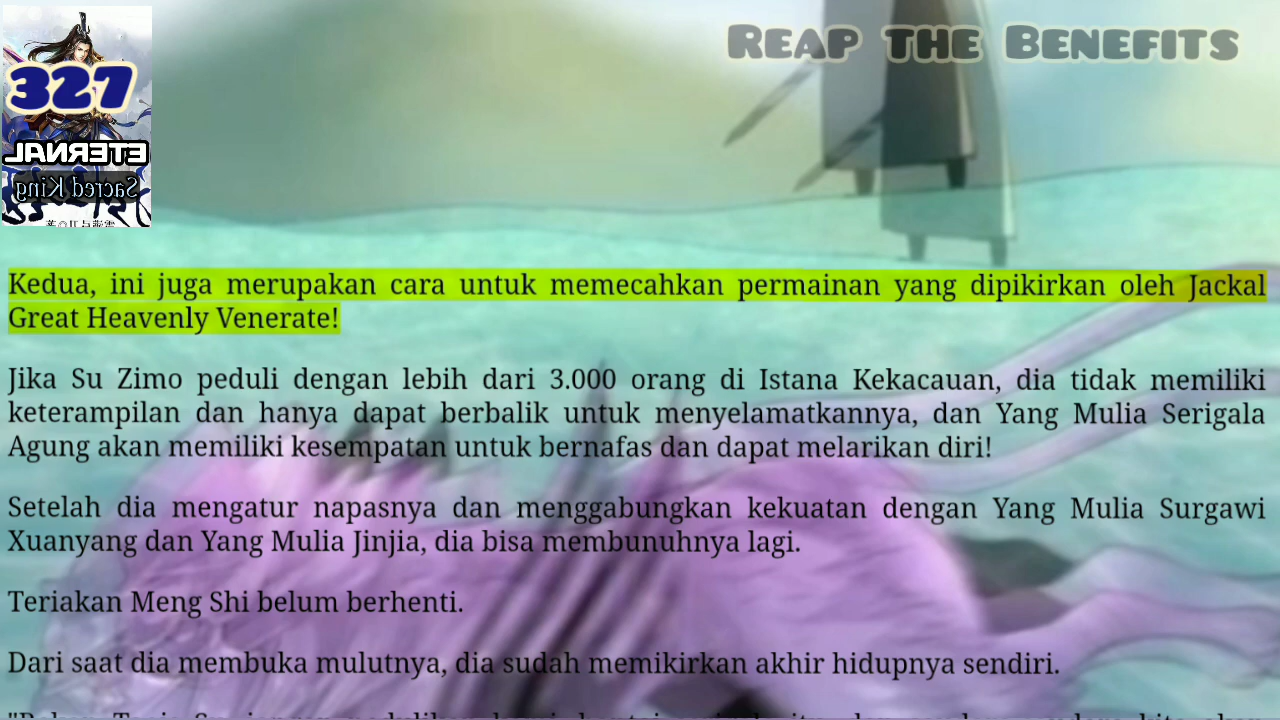 Reap the Benefits
327
ETERNAL
Sacred King
Kedua, ini juga merupakan cara untuk memecahkan permainan yang dipikirkan oleh Jackal
Great Heavenly Venerate!
Jika Su Zimo peduli dengan lebih dari 3.000 orang di Istana Kekacauan, dia tidak memiliki
keterampilan dan hanya dapat berbalik untuk menyelamatkannya, dan Yang Mulia Serigala
Agung akan memiliki kesempatan untuk bernafas dan dapat melarikan diri!
Setelah dia mengatur napasnya dan menggabungkan kekuatan dengan Yang Mulia Surgawi
Xuanyang dan Yang Mulia Jinjia, dia bisa membunuhnya lagi.
Teriakan Meng Shi belum berhenti.
Dari saat dia membuka mulutnya, dia sudah memikirkan akhir hidupnya sendiri.